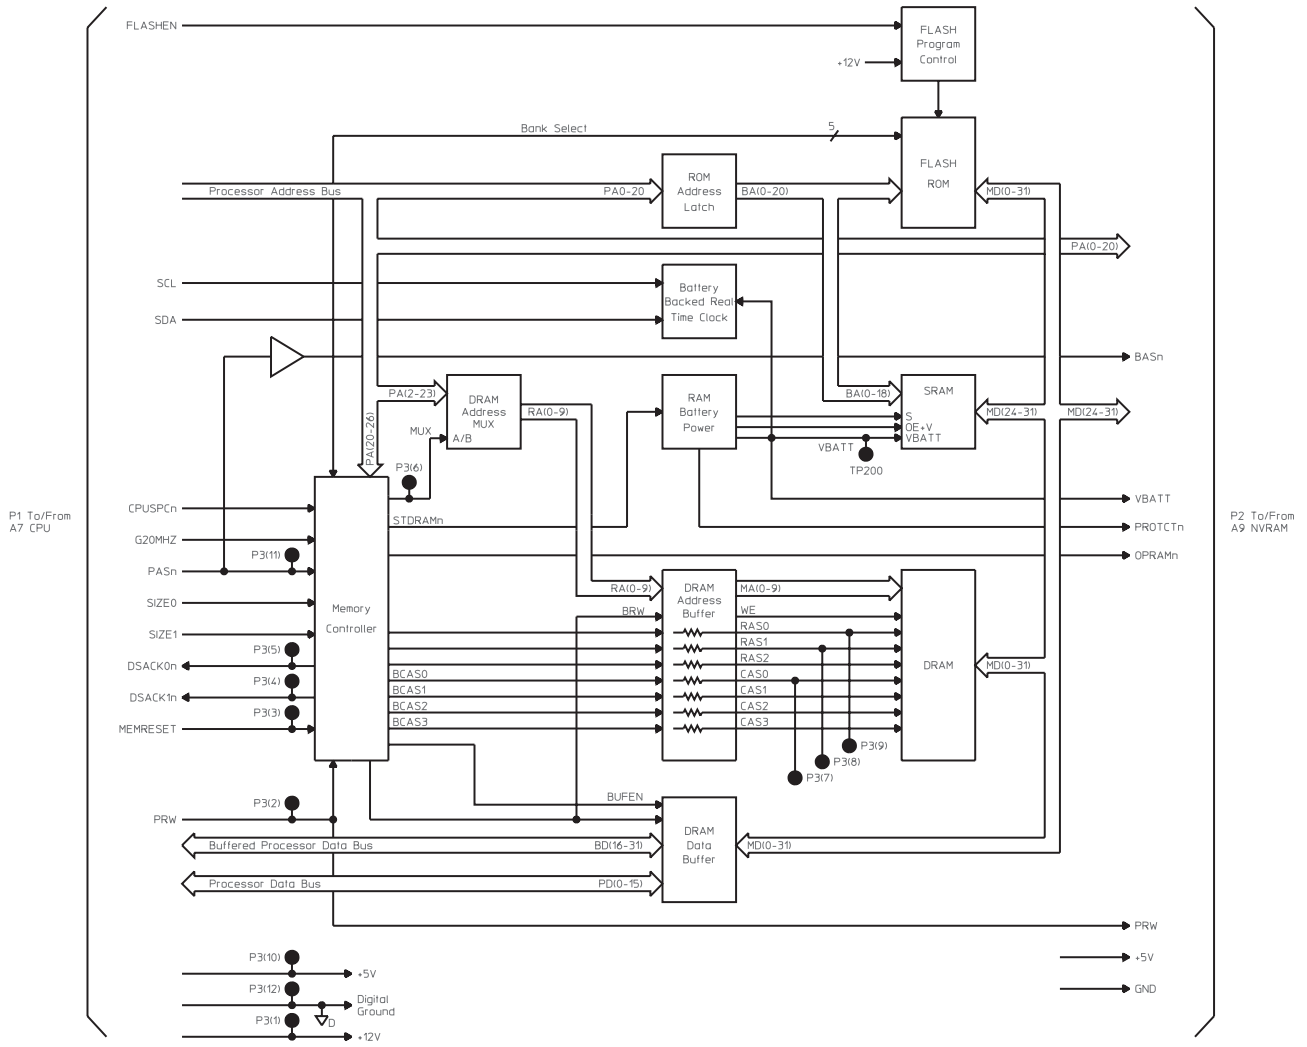 FLASHEN
FLASH
Program
Control
+12V
Bank Select
5
FLASH
ROM
Processor Address Bus
PA0-20
ROM
Address
Latch
BA(0-20)
MD(0-31)
PA(0-20)
SCL
SDA
Battery
Backed Real
Time Clock
BASn
PA(2-23)
DRAM
Address
MUX
A/B
MUX
RA(0-9)
PA(20-26)
P3(6)
RAM
Battery
Power
BA(0-18)
SRAM
S
OE+V
VBATT
VBATT
TP200
MD(24-31)
MD(24-31)
P1 To/From
A7 CPU
P2 To/From
A9 NVRAM
CPUSPCn
G20MHZ
P3(11)
PASn
SIZE0
SIZE1
P3(5)
DSACK0n
P3(4)
DSACK1n
P3(3)
MEMRESET
Memory
Controller
STDRAMn
VBATT
PROTCTn
OPRAMn
RA(0-9)
BRW
BCAS0
BCAS1
BCAS2
BCAS3
DRAM
Address
Buffer
MA(0-9)
WE
RAS0
RAS1
RAS2
CAS0
CAS1
CAS2
CAS3
DRAM
MD(0-31)
P3(9)
P3(8)
P3(7)
P3(2)
PRW
BUFEN
Buffered Processor Data Bus
BD(16-31)
Processor Data Bus
PD(0-15)
DRAM
Data
Buffer
MD(0-31)
PRW
P3(10)
+5V
P3(12)
Digital
Ground
D
P3(1)
+12V
+5V
GND